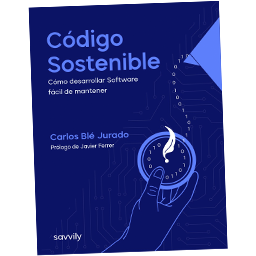 Código
Sostenible
Cómo desarrollar Software
fácil de mantener
Carlos Blé Jurado
Prólogo de Javier Ferrer
savvily